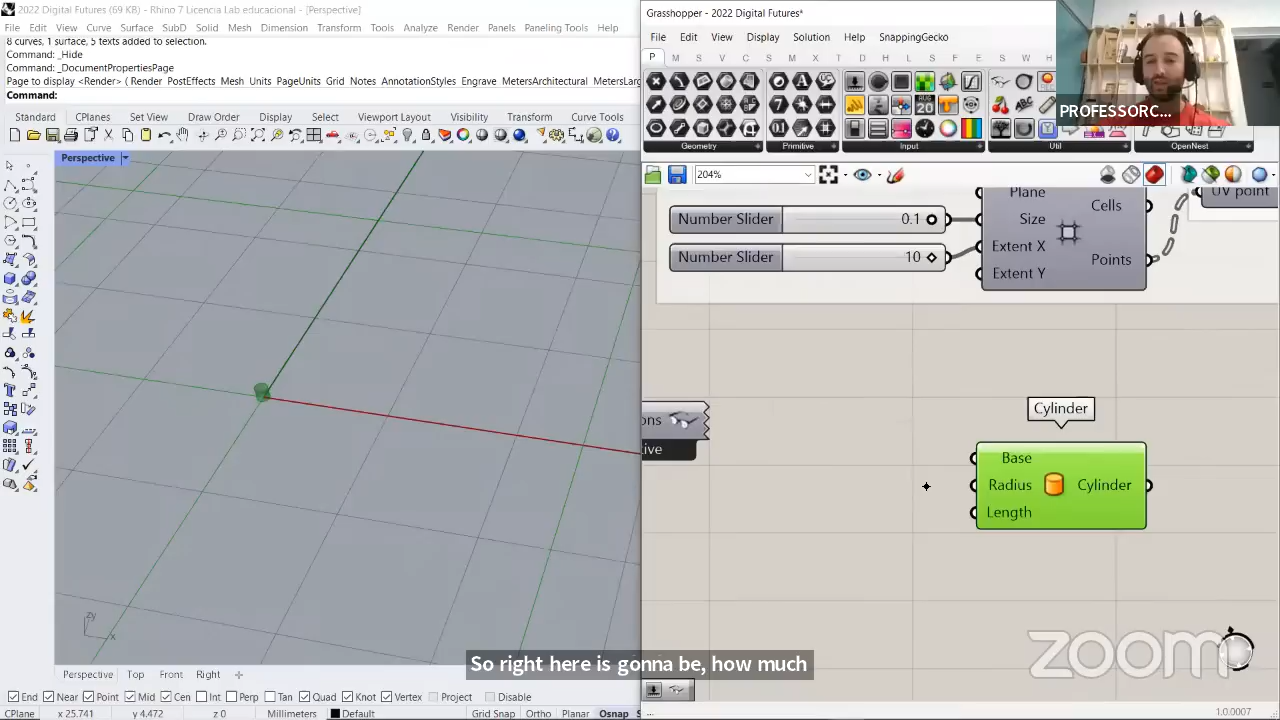 2022 Digital Futures (69 KB) - Rhino 7 Licencia Lab educacional - [Perspective]
File Edit View Curve Surface SubD Solid Mesh Dimension Transform Tools Analyze Render Panels Paneling Tools Help
8 curves, 1 surface, 5 texts added to selection.
Command: _Hide
Command: _DocumentPropertiesPage
Page to display <Render> ( Render PostEffects Mesh Units PageUnits Grid Notes AnnotationStyles Engrave MetersArchitectural MetersLarg
Command:
Standard CPlanes Set View Display Select Viewport Layout Visibility Transform Curve Tools
Perspective
zy
x
Perspective Top Front Right
End Near Point Mid Cen Int Perp Tan Quad Knot Vertex Project Disable
CPlane x 25.741 y 4.472 z 0 Millimeters Default Grid Snap Ortho Planar Osnap S
Grasshopper - 2022 Digital Futures*
File Edit View Display Solution Help SnappingGecko
P M S V C S M D
Geometry Primitive Input Util OpenNest
PROFESSORC...
204%
Plane
Size
Extent X
Extent Y
Cells
Points
UV point
Number Slider 0.1
Number Slider 10
ons
ive
Cylinder
Base
Radius
Length
Cylinder
So right here is gonna be, how much
zoom
... 1.0.0007